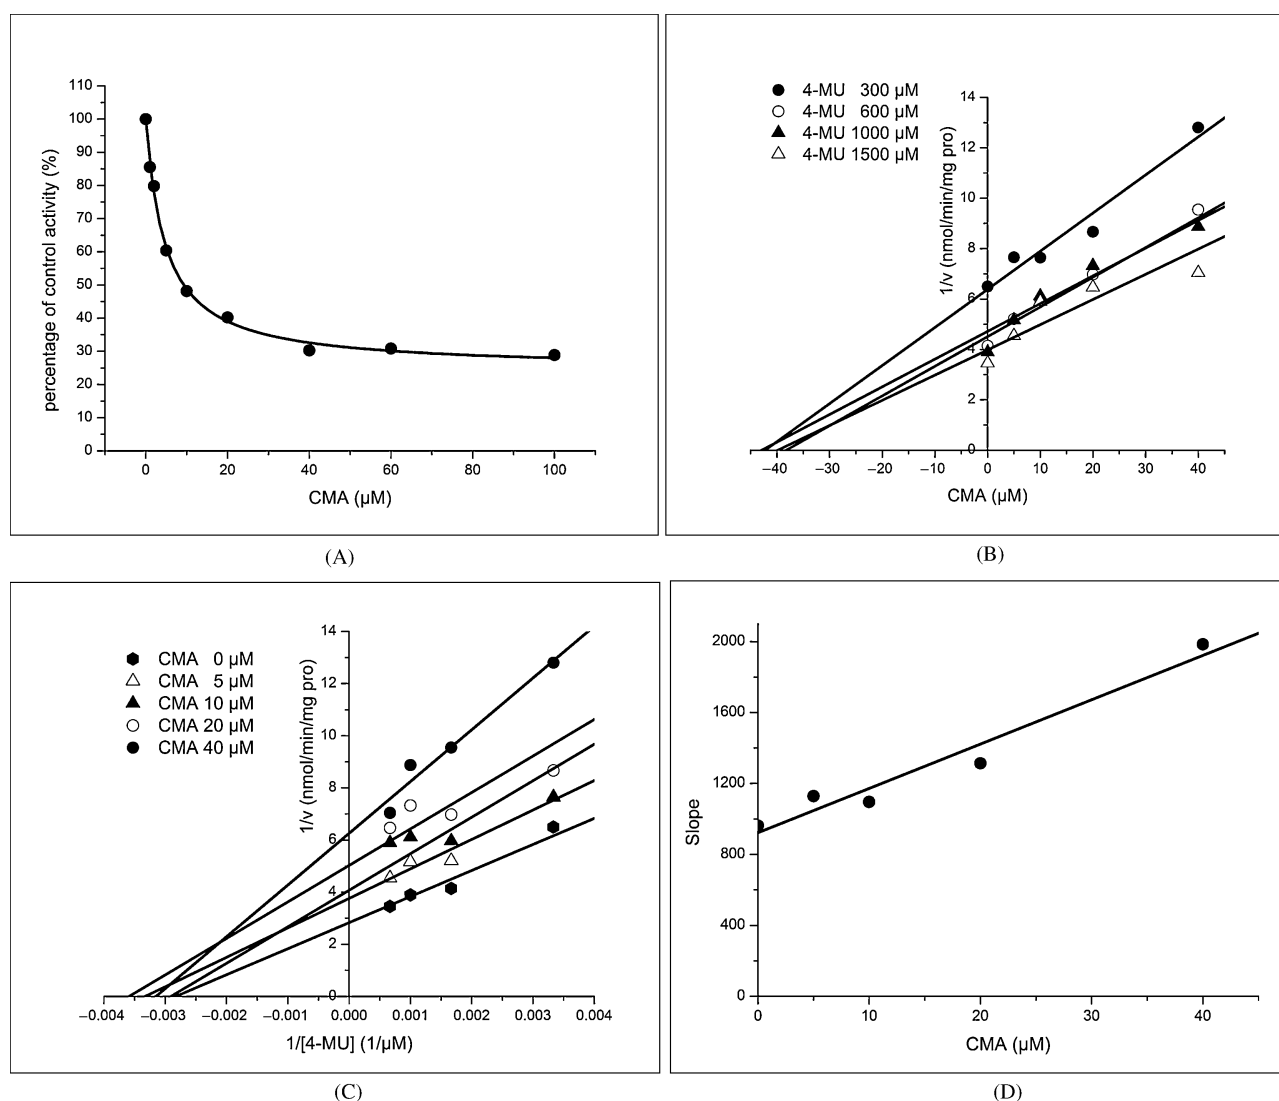 110
100
90
80
70
60
50
40
30
20
10
0
percentage of control activity (%)
0 20 40 60 80 100
CMA (µM)
(A)
4-MU 300 µM
4-MU 600 µM
4-MU 1000 µM
4-MU 1500 µM
14
12
10
8
6
4
2
0
1/v (nmol/min/mg pro)
−40 −30 −20 −10 0 10 20 30 40
CMA (µM)
(B)
CMA 0 µM
CMA 5 µM
CMA 10 µM
CMA 20 µM
CMA 40 µM
14
12
10
8
6
4
2
0
1/v (nmol/min/mg pro)
−0.004 −0.003 −0.002 −0.001 0.000 0.001 0.002 0.003 0.004
1/[4-MU] (1/µM)
(C)
2000
1600
1200
800
400
0
Slope
0 10 20 30 40
CMA (µM)
(D)